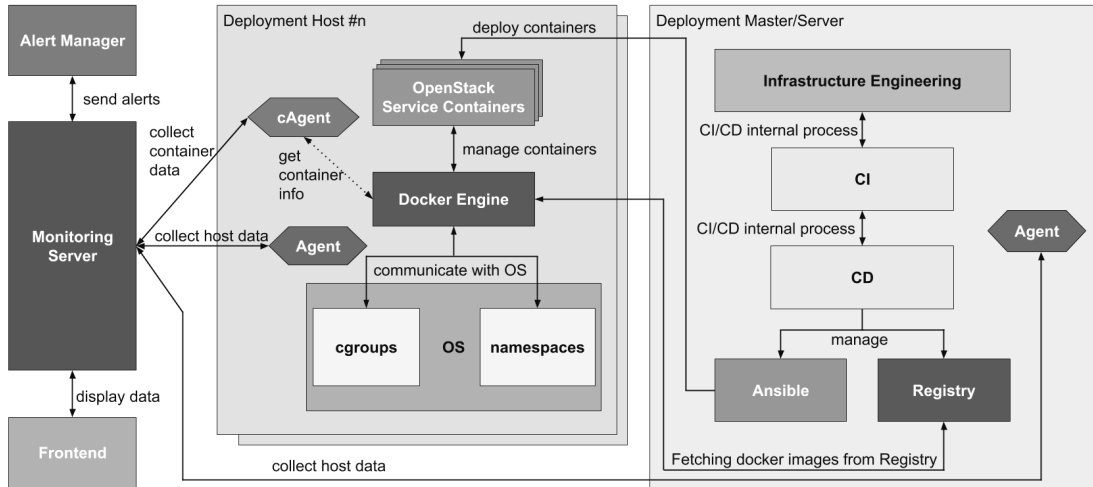 Alert Manager
send alerts
collect
container
data
Monitoring
Server
collect host data
display data
Frontend
collect host data
Deployment Host #n
deploy containers
OpenStack
Service Containers
cAgent
manage containers
get
container
info
Docker Engine
Agent
communicate with OS
cgroups
OS
namespaces
Deployment Master/Server
Infrastructure Engineering
CI/CD internal process
CI
CI/CD internal process
Agent
CD
manage
Ansible
Registry
Fetching docker images from Registry